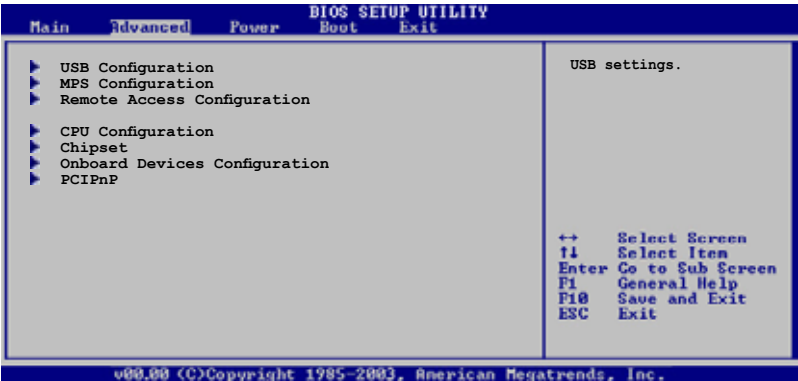 BIOS SETUP UTILITY
Main Advanced Power Boot Exit
USB Configuration
MPS Configuration
Remote Access Configuration
CPU Configuration
Chipset
Onboard Devices Configuration
PCIPnP
USB settings.
↔ Select Screen
↑↓ Select Item
Enter Go to Sub Screen
F1 General Help
F10 Save and Exit
ESC Exit
v00.00 (C)Copyright 1985-2003, American Megatrends, Inc.